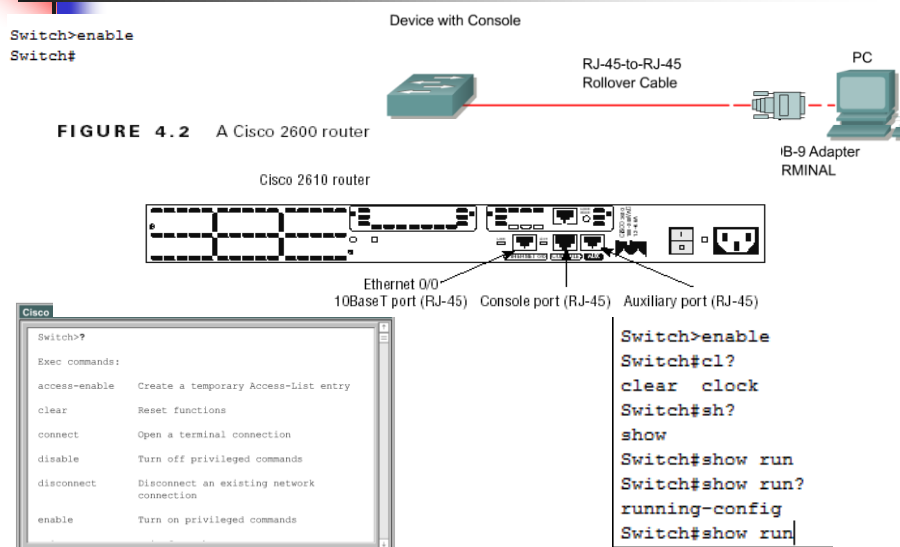 Device with Console
Switch>enable
Switch#
RJ-45-to-RJ-45
Rollover Cable
PC
FIGURE 4.2 A Cisco 2600 router
B-9 Adapter
RMINAL
Cisco 2610 router
Ethernet 0/0
10BaseT port (RJ-45) Console port (RJ-45) Auxiliary port (RJ-45)
Cisco
Switch>?
Exec commands:
access-enable Create a temporary Access-List entry
clear Reset functions
connect Open a terminal connection
disable Turn off privileged commands
disconnect Disconnect an existing network
connection
enable Turn on privileged commands
Switch>enable
Switch#cl?
clear clock
Switch#sh?
show
Switch#show run
Switch#show run?
running-config
Switch#show run